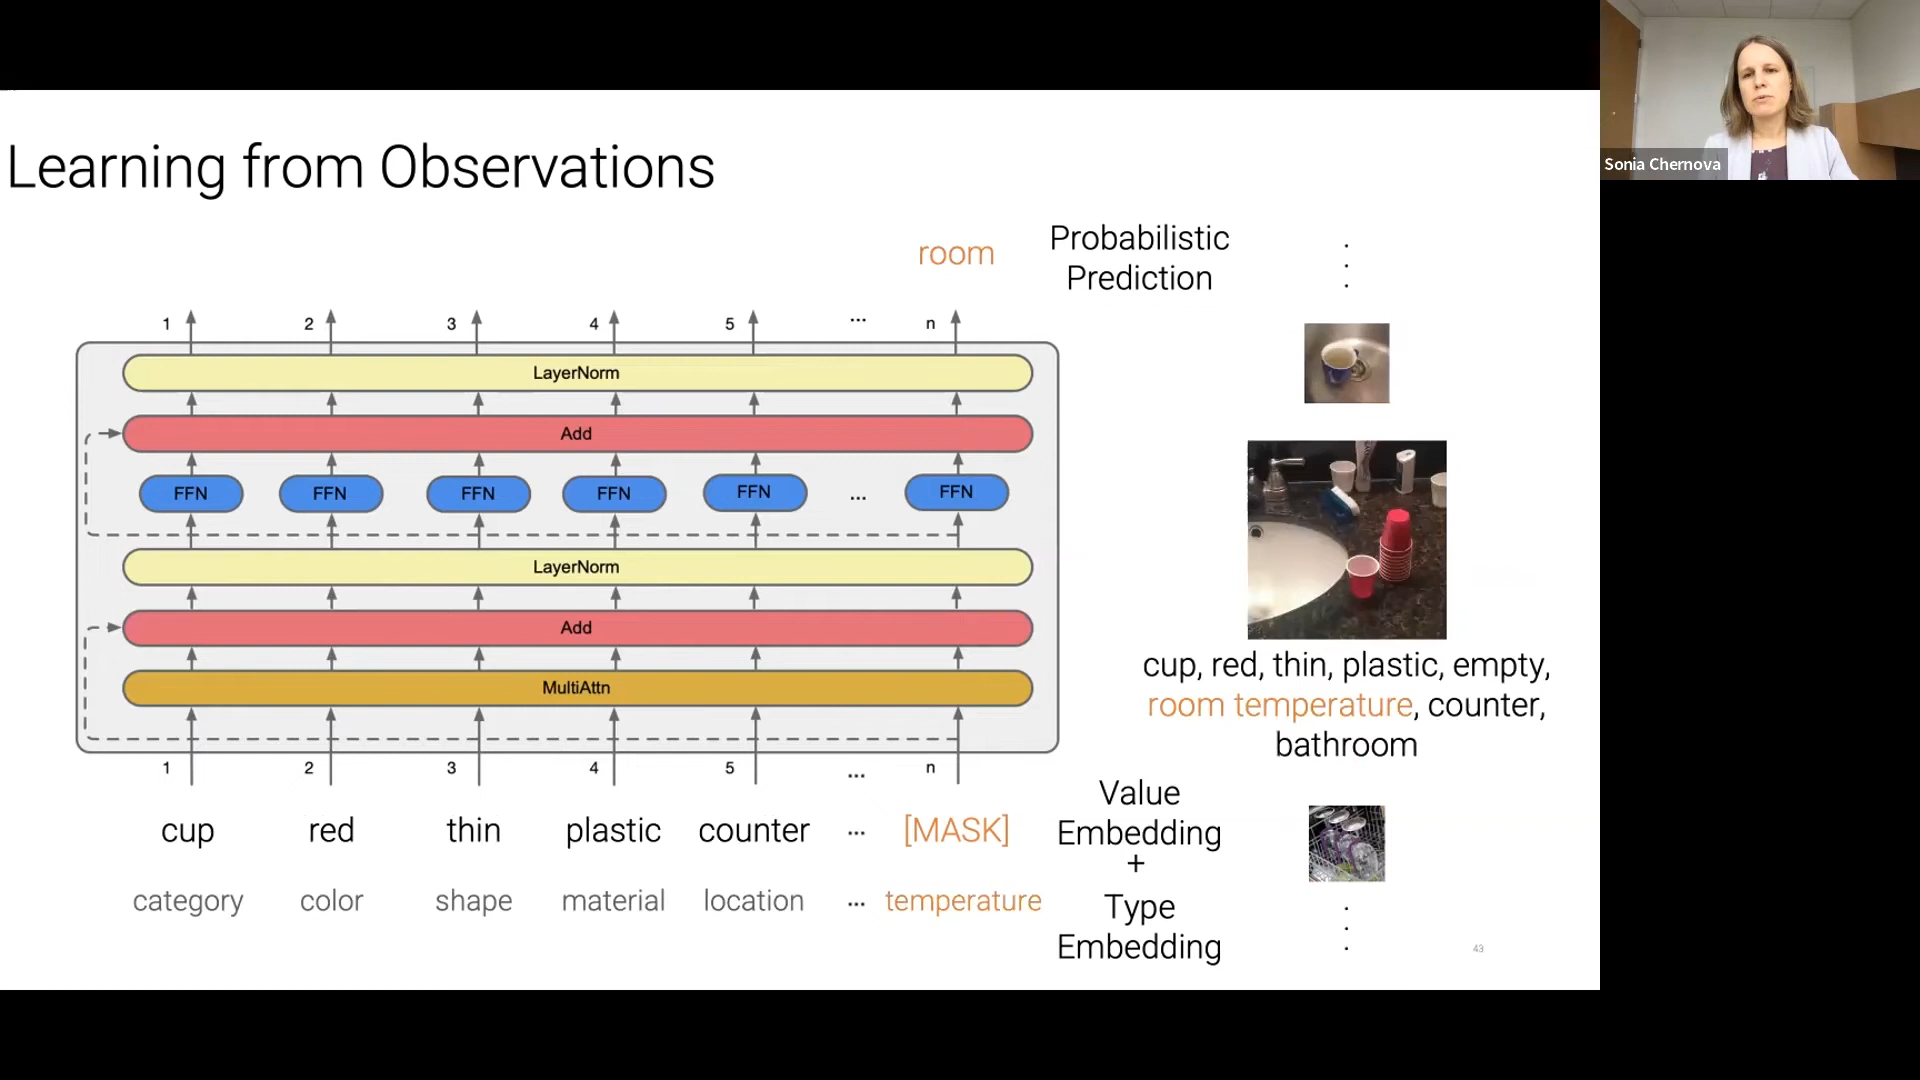 Sonia Chernova
Learning from Observations
room
Probabilistic
Prediction
1 2 3 4 5 ... n
LayerNorm
Add
FFN FFN FFN FFN FFN ... FFN
LayerNorm
Add
MultiAttn
1 2 3 4 5 ... n
cup red thin plastic counter ... [MASK]
category color shape material location ... temperature
Value
Embedding
+
Type
Embedding
cup, red, thin, plastic, empty,
room temperature, counter,
bathroom
43